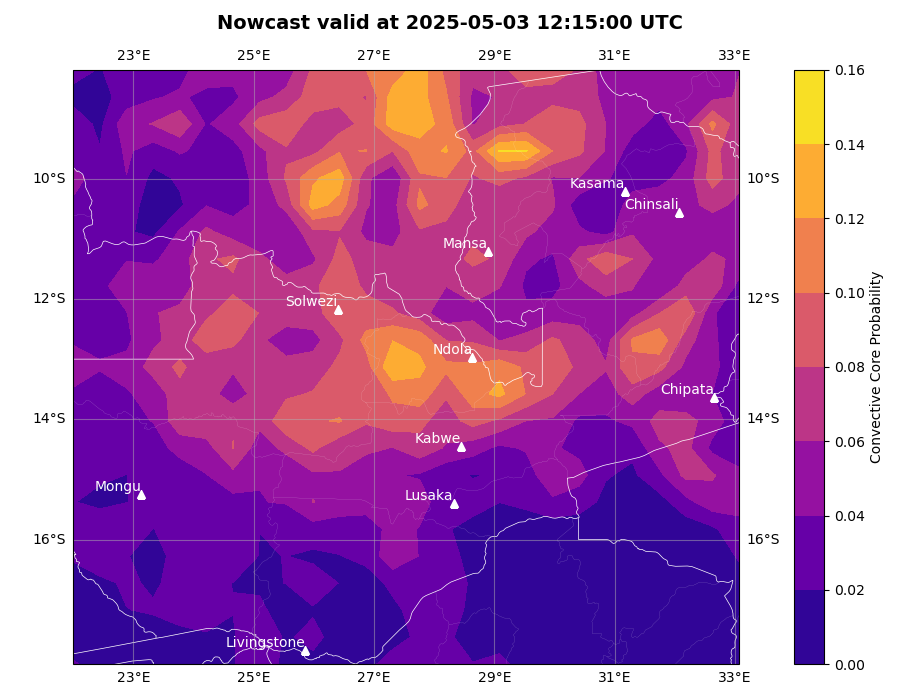 Nowcast valid at 2025-05-03 12:15:00 UTC
23°E 25°E 27°E 29°E 31°E 33°E
0.16
0.14
0.12
0.10
0.08
0.06
0.04
0.02
0.00
Convective Core Probability
10°S 10°S
12°S 12°S
14°S 14°S
16°S 16°S
Kasama
Chinsali
Mansa
Solwezi
Ndola
Chipata
Kabwe
Mongu
Lusaka
Livingstone
23°E 25°E 27°E 29°E 31°E 33°E